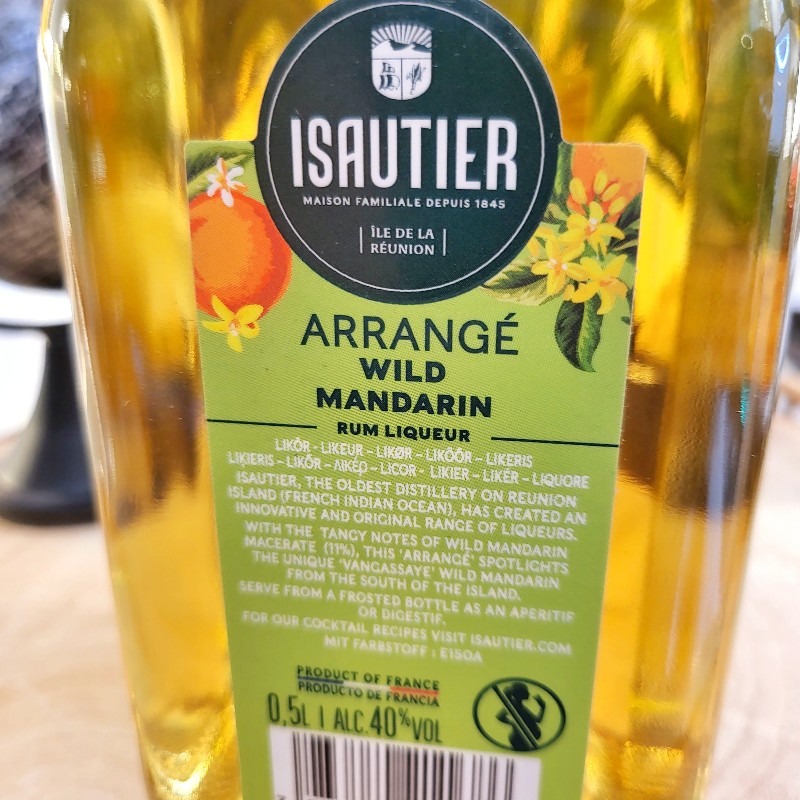 ISAUTIER
MAISON FAMILIALE DEPUIS 1845
ÎLE DE LA
RÉUNION
ARRANGÉ
WILD
MANDARIN
RUM LIQUEUR
LIKÖR - LIKEUR - LIKØR - LIKÖÖR - LIKERIS
LIĶIERIS - LIKŐR - ΛΙΚΈΡ - LICOR - LIKIER - LIKÉR - LIQUORE
ISAUTIER, THE OLDEST DISTILLERY ON REUNION
ISLAND (FRENCH INDIAN OCEAN), HAS CREATED AN
INNOVATIVE AND ORIGINAL RANGE OF LIQUEURS.
WITH THE TANGY NOTES OF WILD MANDARIN
MACERATE (11%), THIS 'ARRANGÉ' SPOTLIGHTS
THE UNIQUE 'VANGASSAYE' WILD MANDARIN
FROM THE SOUTH OF THE ISLAND.
SERVE FROM A FROSTED BOTTLE AS AN APERITIF
OR DIGESTIF.
FOR OUR COCKTAIL RECIPES VISIT ISAUTIER.COM
MIT FARBSTOFF : E150A
PRODUCT OF FRANCE
PRODUCTO DE FRANCIA
0,5L | ALC.40%VOL